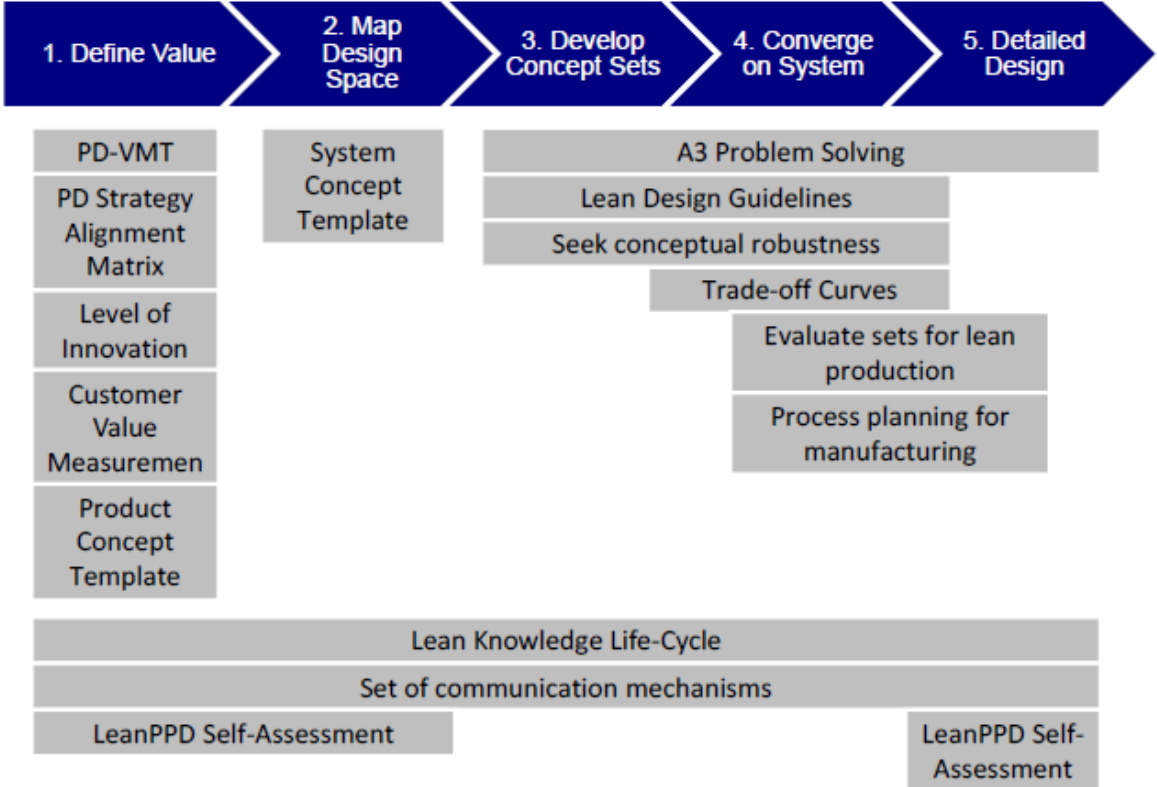 1. Define Value
2. Map
Design
Space
3. Develop
Concept Sets
4. Converge
on System
5. Detailed
Design
PD-VMT
PD Strategy
Alignment
Matrix
Level of
Innovation
Customer
Value
Measuremen
Product
Concept
Template
System
Concept
Template
A3 Problem Solving
Lean Design Guidelines
Seek conceptual robustness
Trade-off Curves
Evaluate sets for lean
production
Process planning for
manufacturing
Lean Knowledge Life-Cycle
Set of communication mechanisms
LeanPPD Self-Assessment
LeanPPD Self-
Assessment